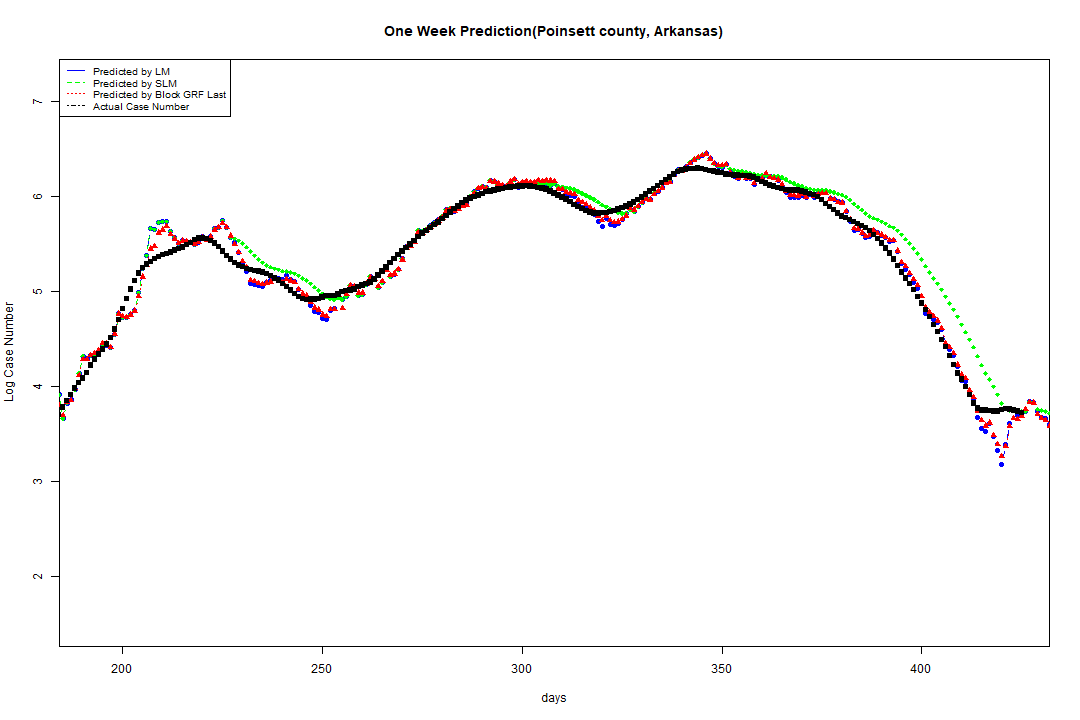 One Week Prediction(Poinsett county, Arkansas)
Predicted by LM
Predicted by SLM
Predicted by Block GRF Last
Actual Case Number
7
6
5
4
3
2
Log Case Number
200 250 300 350 400
days